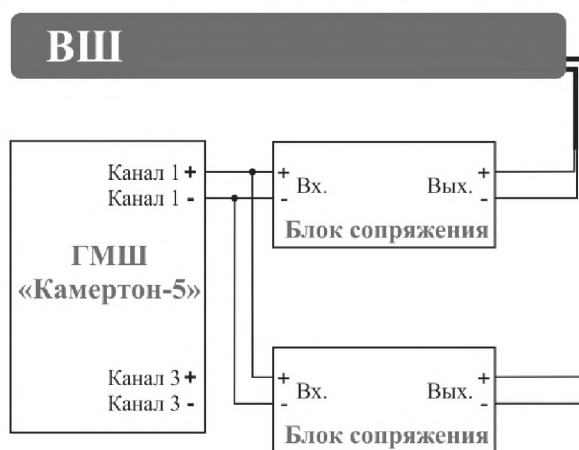 ВШ
Канал 1 +
Канал 1 -
ГМШ
«Камертон-5»
Канал 3 +
Канал 3 -
+ Вх. Вых. +
- -
Блок сопряжения
+ Вх. Вых. +
- -
Блок сопряжения